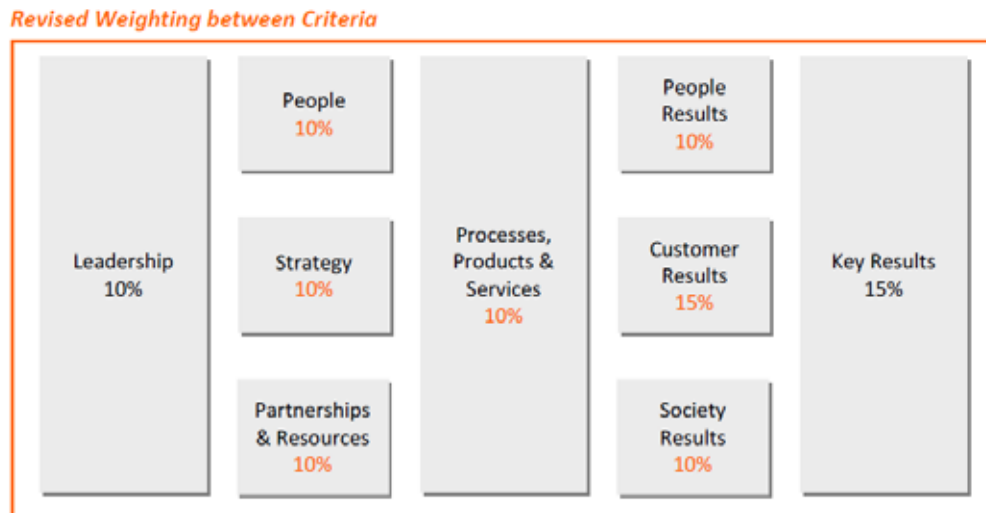 Revised Weighting between Criteria
Leadership
10%
People
10%
Strategy
10%
Partnerships
& Resources
10%
Processes,
Products &
Services
10%
People
Results
10%
Customer
Results
15%
Society
Results
10%
Key Results
15%